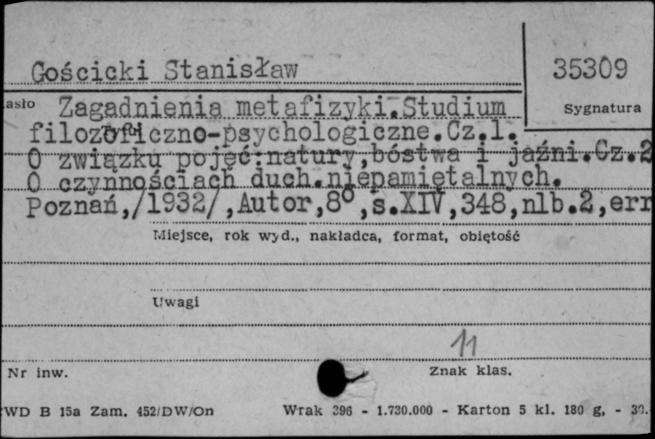 Gościcki Stanisław
35309
asło Zagadnienia metafizyki.Studium
Sygnatura
filozoficzno-psychologiczne.Cz.1.
O związku pojęć:natury,bóstwa i jaźni.Cz.2
O czynnościach duch.niepamiętalnych.
Poznań,/1932/,Autor,8⁰,s.XIV,348,nlb.2,err
Miejsce, rok wyd., nakładca, format, objętość
Uwagi
11
Nr inw.
Znak klas.
WD B 15a Zam. 452/DW/On Wrak 396 - 1.730.000 - Karton 5 kl. 180 g, - 30.